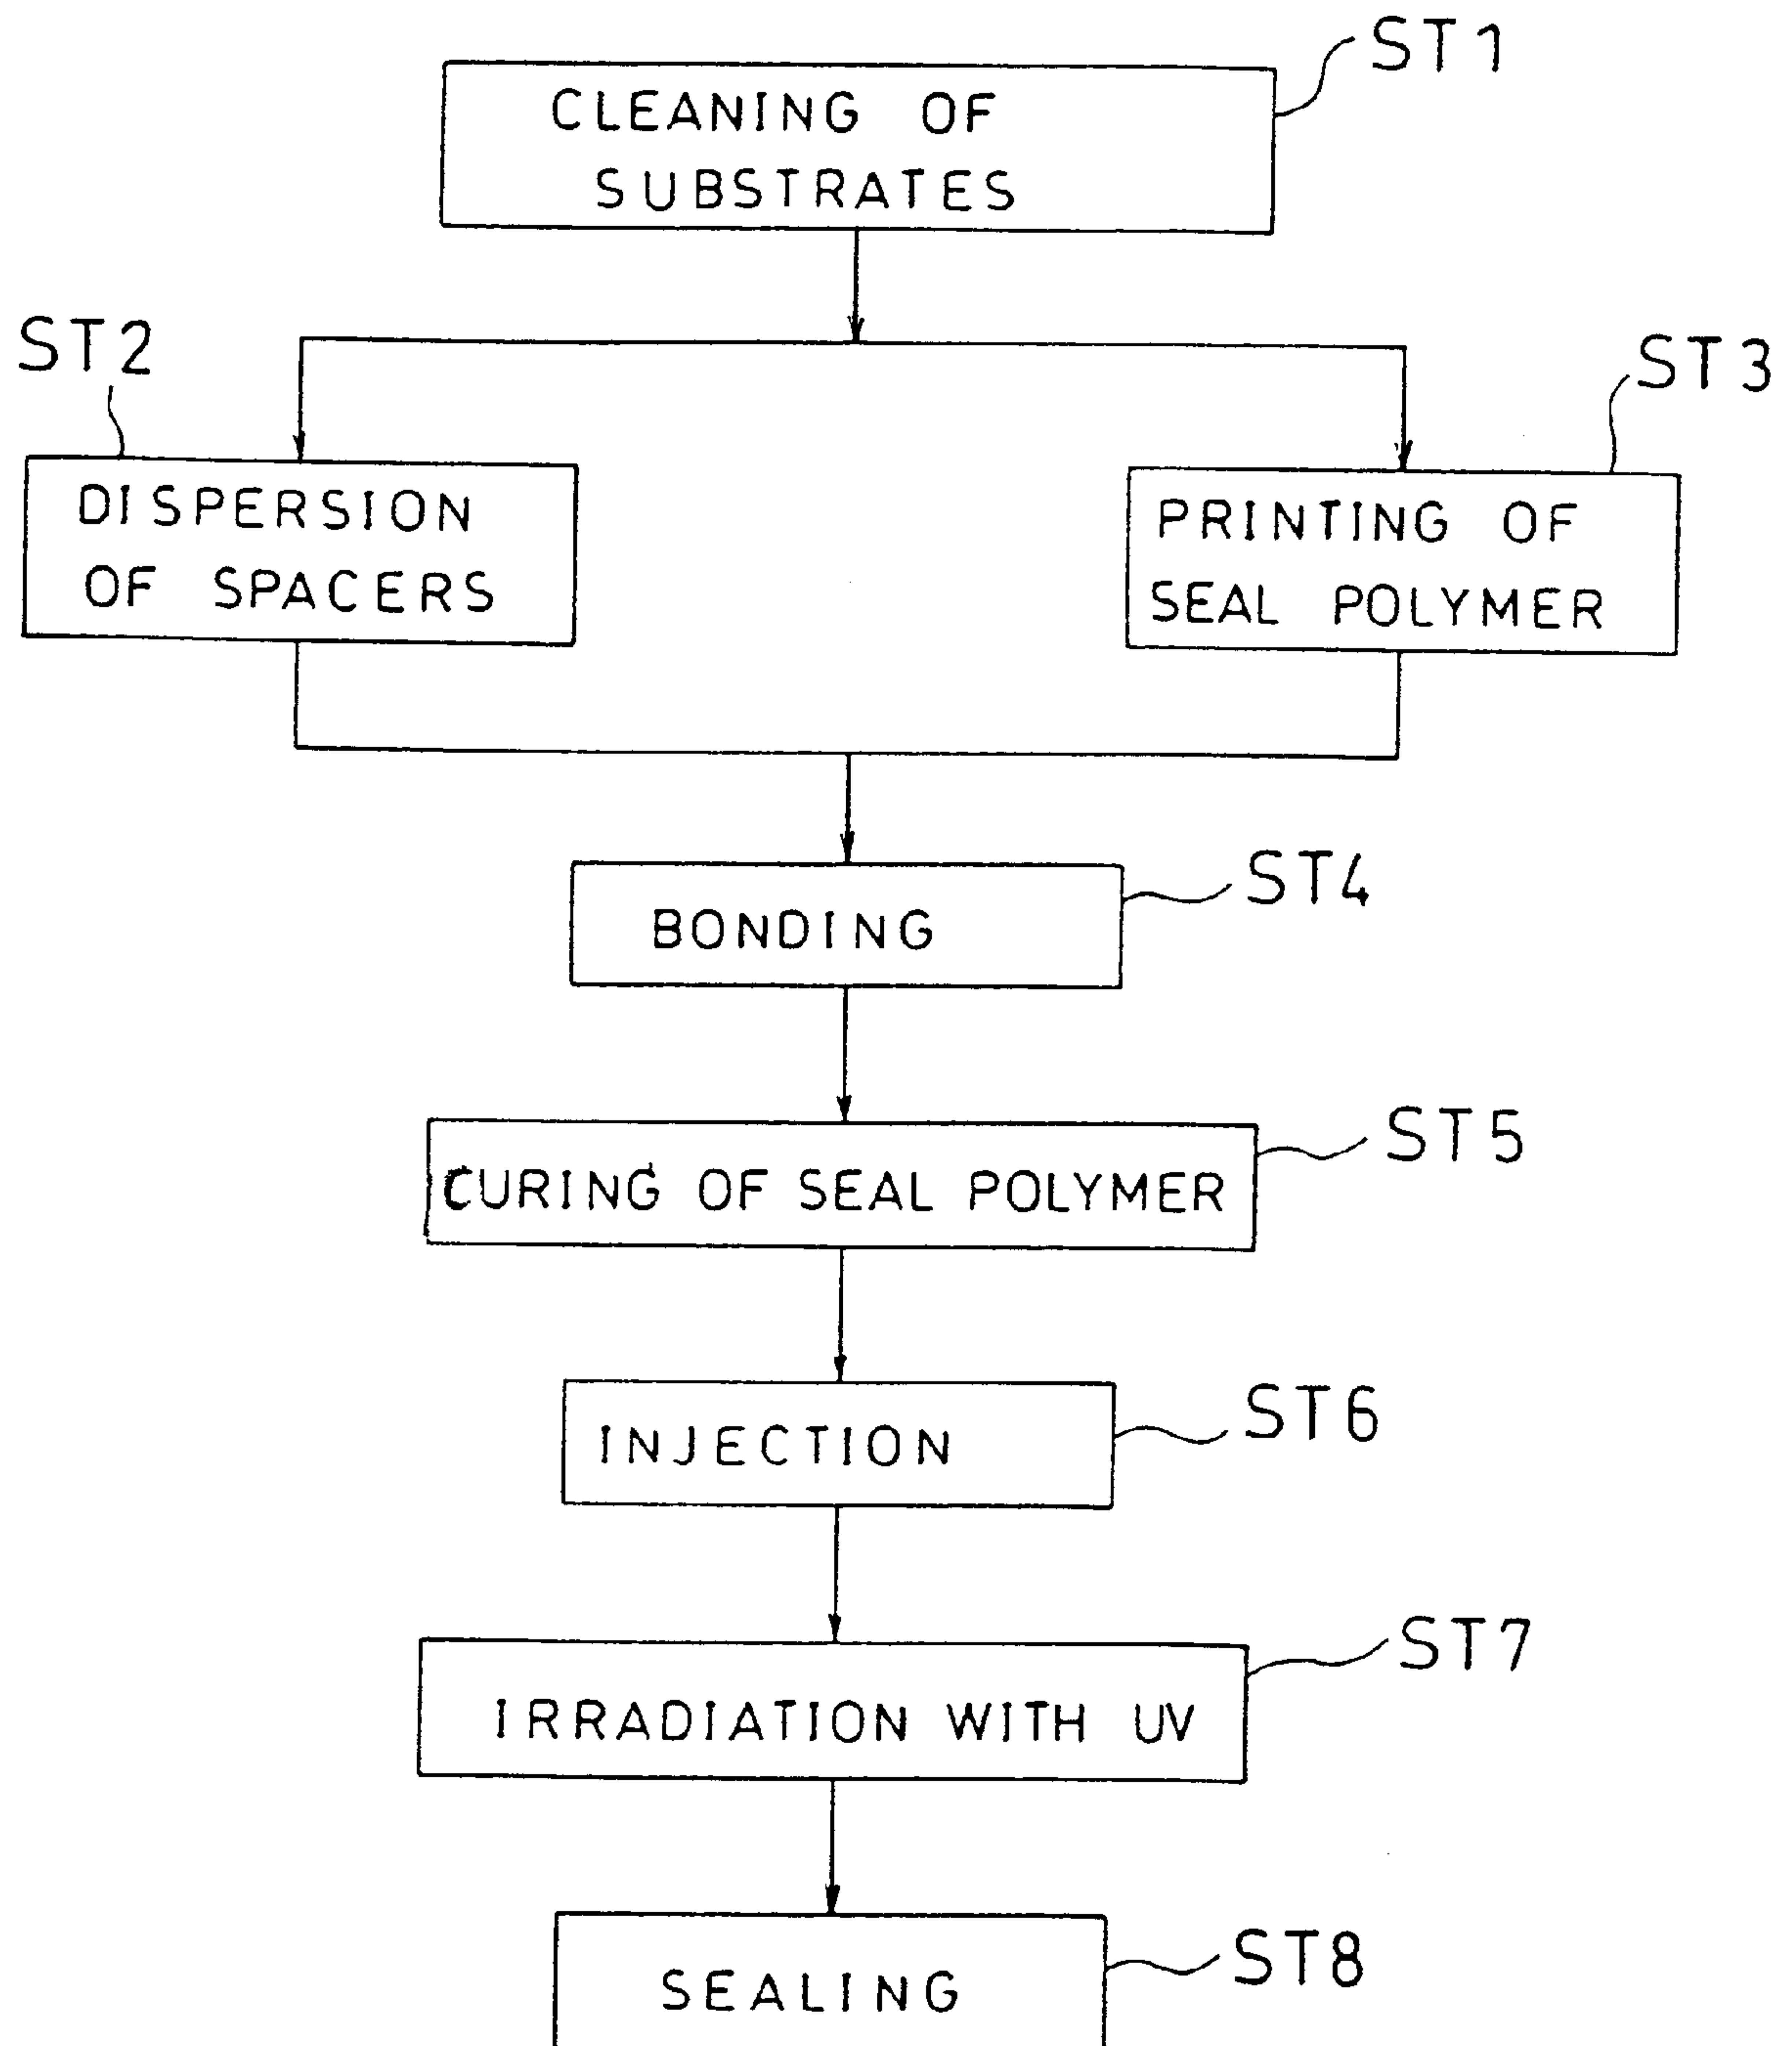 ST1
CLEANING OF
SUBSTRATES
ST2
ST3
DISPERSION
OF SPACERS
PRINTING OF
SEAL POLYMER
ST4
BONDING
ST5
CURING OF SEAL POLYMER
ST6
INJECTION
ST7
IRRADIATION WITH UV
ST8
SEALING